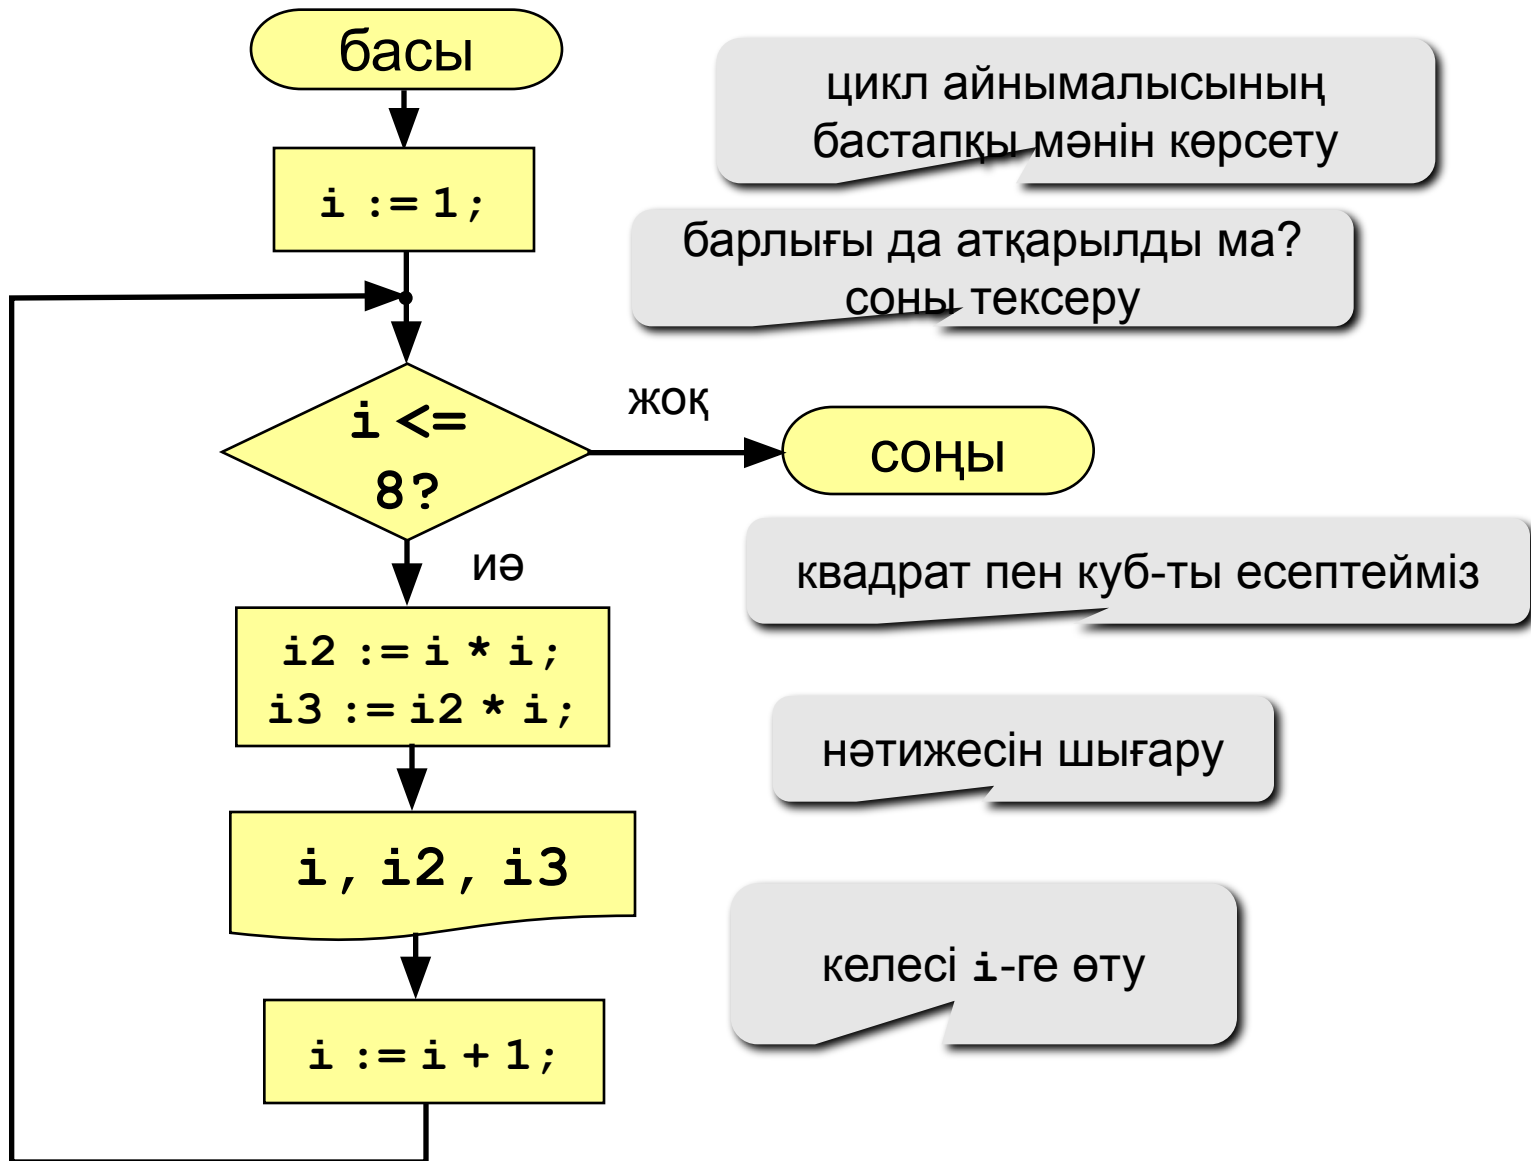 басы
цикл айнымалысының
бастапқы мәнін көрсету
i := 1;
барлығы да атқарылды ма?
соны тексеру
i <=
8?
жоқ
соңы
иә
квадрат пен куб-ты есептейміз
i2 := i * i;
i3 := i2 * i;
нәтижесін шығару
i, i2, i3
келесі i-ге өту
i := i + 1;